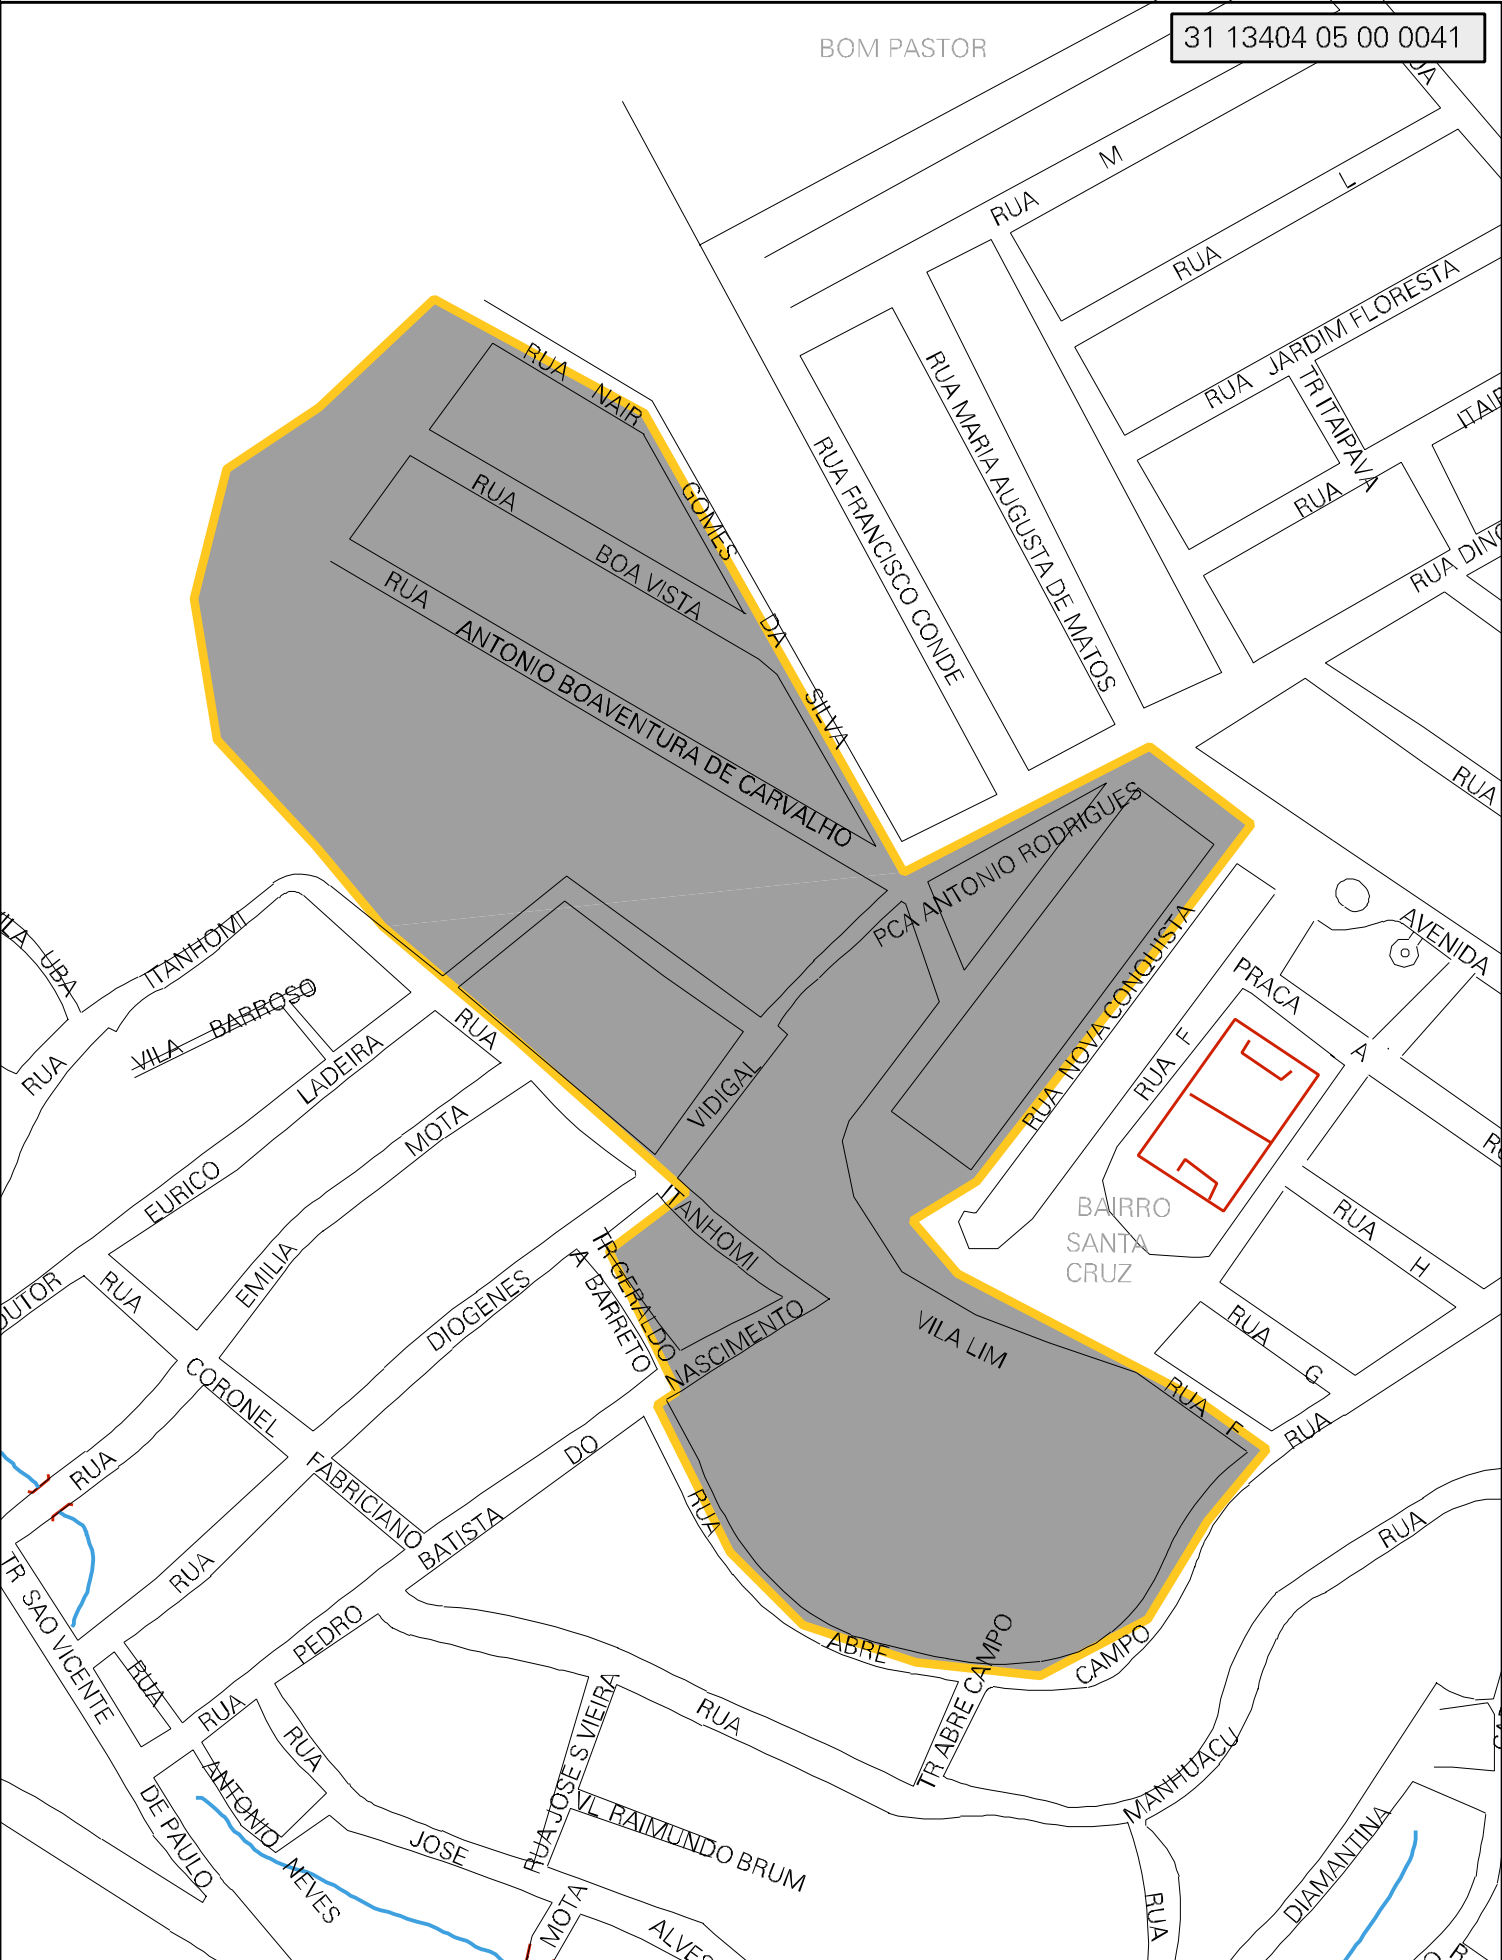 31 13404 05 00 0041
BOM PASTOR
RUA M
RUA L
RUA JARDIM FLORESTA
TR ITAIPAVA
RUA
RUA
RUA NAIR GOMES DA SILVA
RUA BOA VISTA
RUA ANTONIO BOAVENTURA DE CARVALHO
RUA FRANCISCO CONDE
RUA MARIA AUGUSTA DE MATOS
RUA
PCA ANTONIO RODRIGUES
RUA NOVA CONQUISTA
AVENIDA
PRACA A
RUA F
BAIRRO
SANTA
CRUZ
RUA H
RUA G
RUA F
RUA
VILA LIM
UBA
RUA ITANHOMI
VILA BARROSO
LADEIRA
RUA
VIDIGAL
ITANHOMI
EURICO
MOTA
EMILIA
RUA
DIOGENES
TR GERALDO
A BARRETO
NASCIMENTO
CORONEL
FABRICIANO
RUA
RUA
BATISTA DO
PEDRO
RUA
TR SAO VICENTE
DE PAULO
RUA
RUA
ANTONIO
NEVES
JOSE
RUA JOSE S VIEIRA
VL RAIMUNDO BRUM
MOTA
RUA
RUA
ABRE
CAMPO
TR ABRE CAMPO
MANHUACU
RUA
RUA
DIAMANTINA